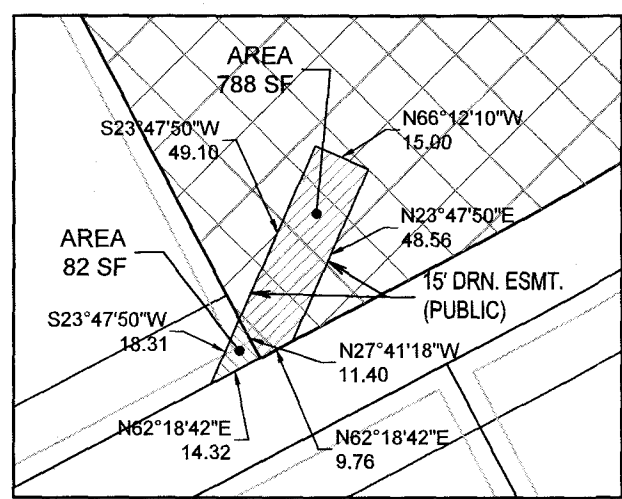 AREA
788 SF
S23°47'50"W
49.10
N66°12'10"W
15.00
N23°47'50"E
48.56
AREA
82 SF
15' DRN. ESMT.
(PUBLIC)
S23°47'50"W
18.31
N27°41'18"W
11.40
N62°18'42"E
14.32
N62°18'42"E
9.76